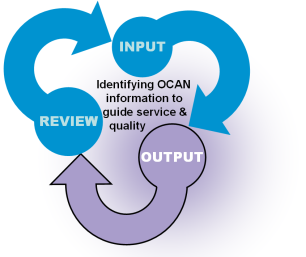 INPUT
Identifying OCAN
information to
guide service &
quality
REVIEW
OUTPUT